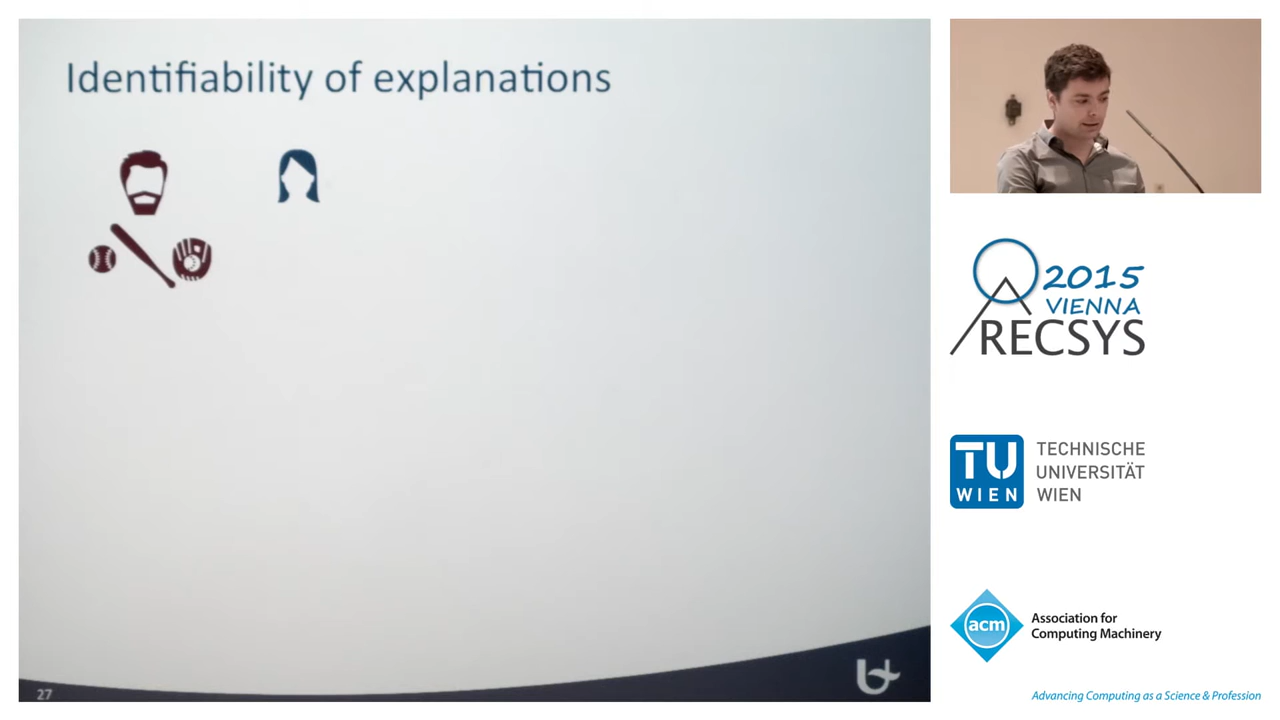 Identifiability of explanations
27
2015
VIENNA
RECSYS
TU
WIEN
TECHNISCHE
UNIVERSITÄT
WIEN
acm
Association for
Computing Machinery
Advancing Computing as a Science & Profession